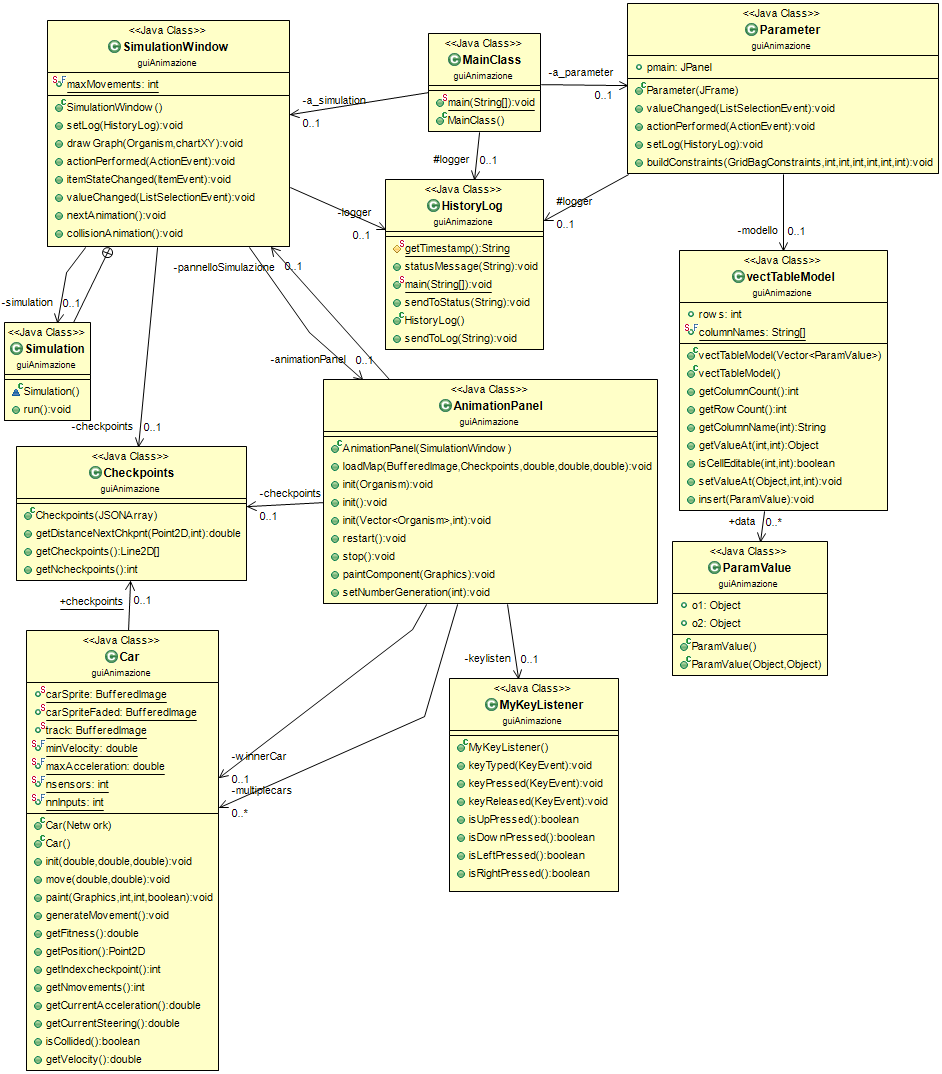 <<Java Class>>
SimulationWindow
guiAnimazione
maxMovements: int
SimulationWindow()
setLog(HistoryLog):void
drawGraph(Organism,chartXY):void
actionPerformed(ActionEvent):void
itemStateChanged(ItemEvent):void
valueChanged(ListSelectionEvent):void
nextAnimation():void
collisionAnimation():void
<<Java Class>>
MainClass
guiAnimazione
main(String[]):void
MainClass()
<<Java Class>>
Parameter
guiAnimazione
pmain: JPanel
Parameter(JFrame)
valueChanged(ListSelectionEvent):void
actionPerformed(ActionEvent):void
setLog(HistoryLog):void
buildConstraints(GridBagConstraints,int,int,int,int,int,int):void
-a_simulation
0..1
-a_parameter
0..1
#logger
0..1
-logger
0..1
#logger
0..1
<<Java Class>>
HistoryLog
guiAnimazione
getTimestamp():String
statusMessage(String):void
main(String[]):void
sendToStatus(String):void
HistoryLog()
sendToLog(String):void
-modello
0..1
<<Java Class>>
vectTableModel
guiAnimazione
rows: int
columnNames: String[]
vectTableModel(Vector<ParamValue>)
vectTableModel()
getColumnCount():int
getRowCount():int
getColumnName(int):String
getValueAt(int,int):Object
isCellEditable(int,int):boolean
setValueAt(Object,int,int):void
insert(ParamValue):void
-pannelloSimulazione
0..1
-simulation
0..1
<<Java Class>>
Simulation
guiAnimazione
Simulation()
run():void
-animationPanel
0..1
-checkpoints
0..1
<<Java Class>>
AnimationPanel
guiAnimazione
AnimationPanel(SimulationWindow)
loadMap(BufferedImage,Checkpoints,double,double,double):void
init(Organism):void
init():void
init(Vector<Organism>,int):void
restart():void
stop():void
paintComponent(Graphics):void
setNumberGeneration(int):void
<<Java Class>>
Checkpoints
guiAnimazione
Checkpoints(JSONArray)
getDistanceNextChkpnt(Point2D,int):double
getCheckpoints():Line2D[]
getNcheckpoints():int
-checkpoints
0..1
+data
0..*
<<Java Class>>
ParamValue
guiAnimazione
o1: Object
o2: Object
ParamValue()
ParamValue(Object,Object)
+checkpoints
0..1
<<Java Class>>
Car
guiAnimazione
carSprite: BufferedImage
carSpriteFaded: BufferedImage
track: BufferedImage
minVelocity: double
maxAcceleration: double
nsensors: int
nnInputs: int
Car(Network)
Car()
init(double,double,double):void
move(double,double):void
paint(Graphics,int,int,boolean):void
generateMovement():void
getFitness():double
getPosition():Point2D
getIndexcheckpoint():int
getNmovements():int
getCurrentAcceleration():double
getCurrentSteering():double
isCollided():boolean
getVelocity():double
-winnerCar
0..1
-multiplecars
0..*
-keylisten
0..1
<<Java Class>>
MyKeyListener
guiAnimazione
MyKeyListener()
keyTyped(KeyEvent):void
keyPressed(KeyEvent):void
keyReleased(KeyEvent):void
isUpPressed():boolean
isDownPressed():boolean
isLeftPressed():boolean
isRightPressed():boolean